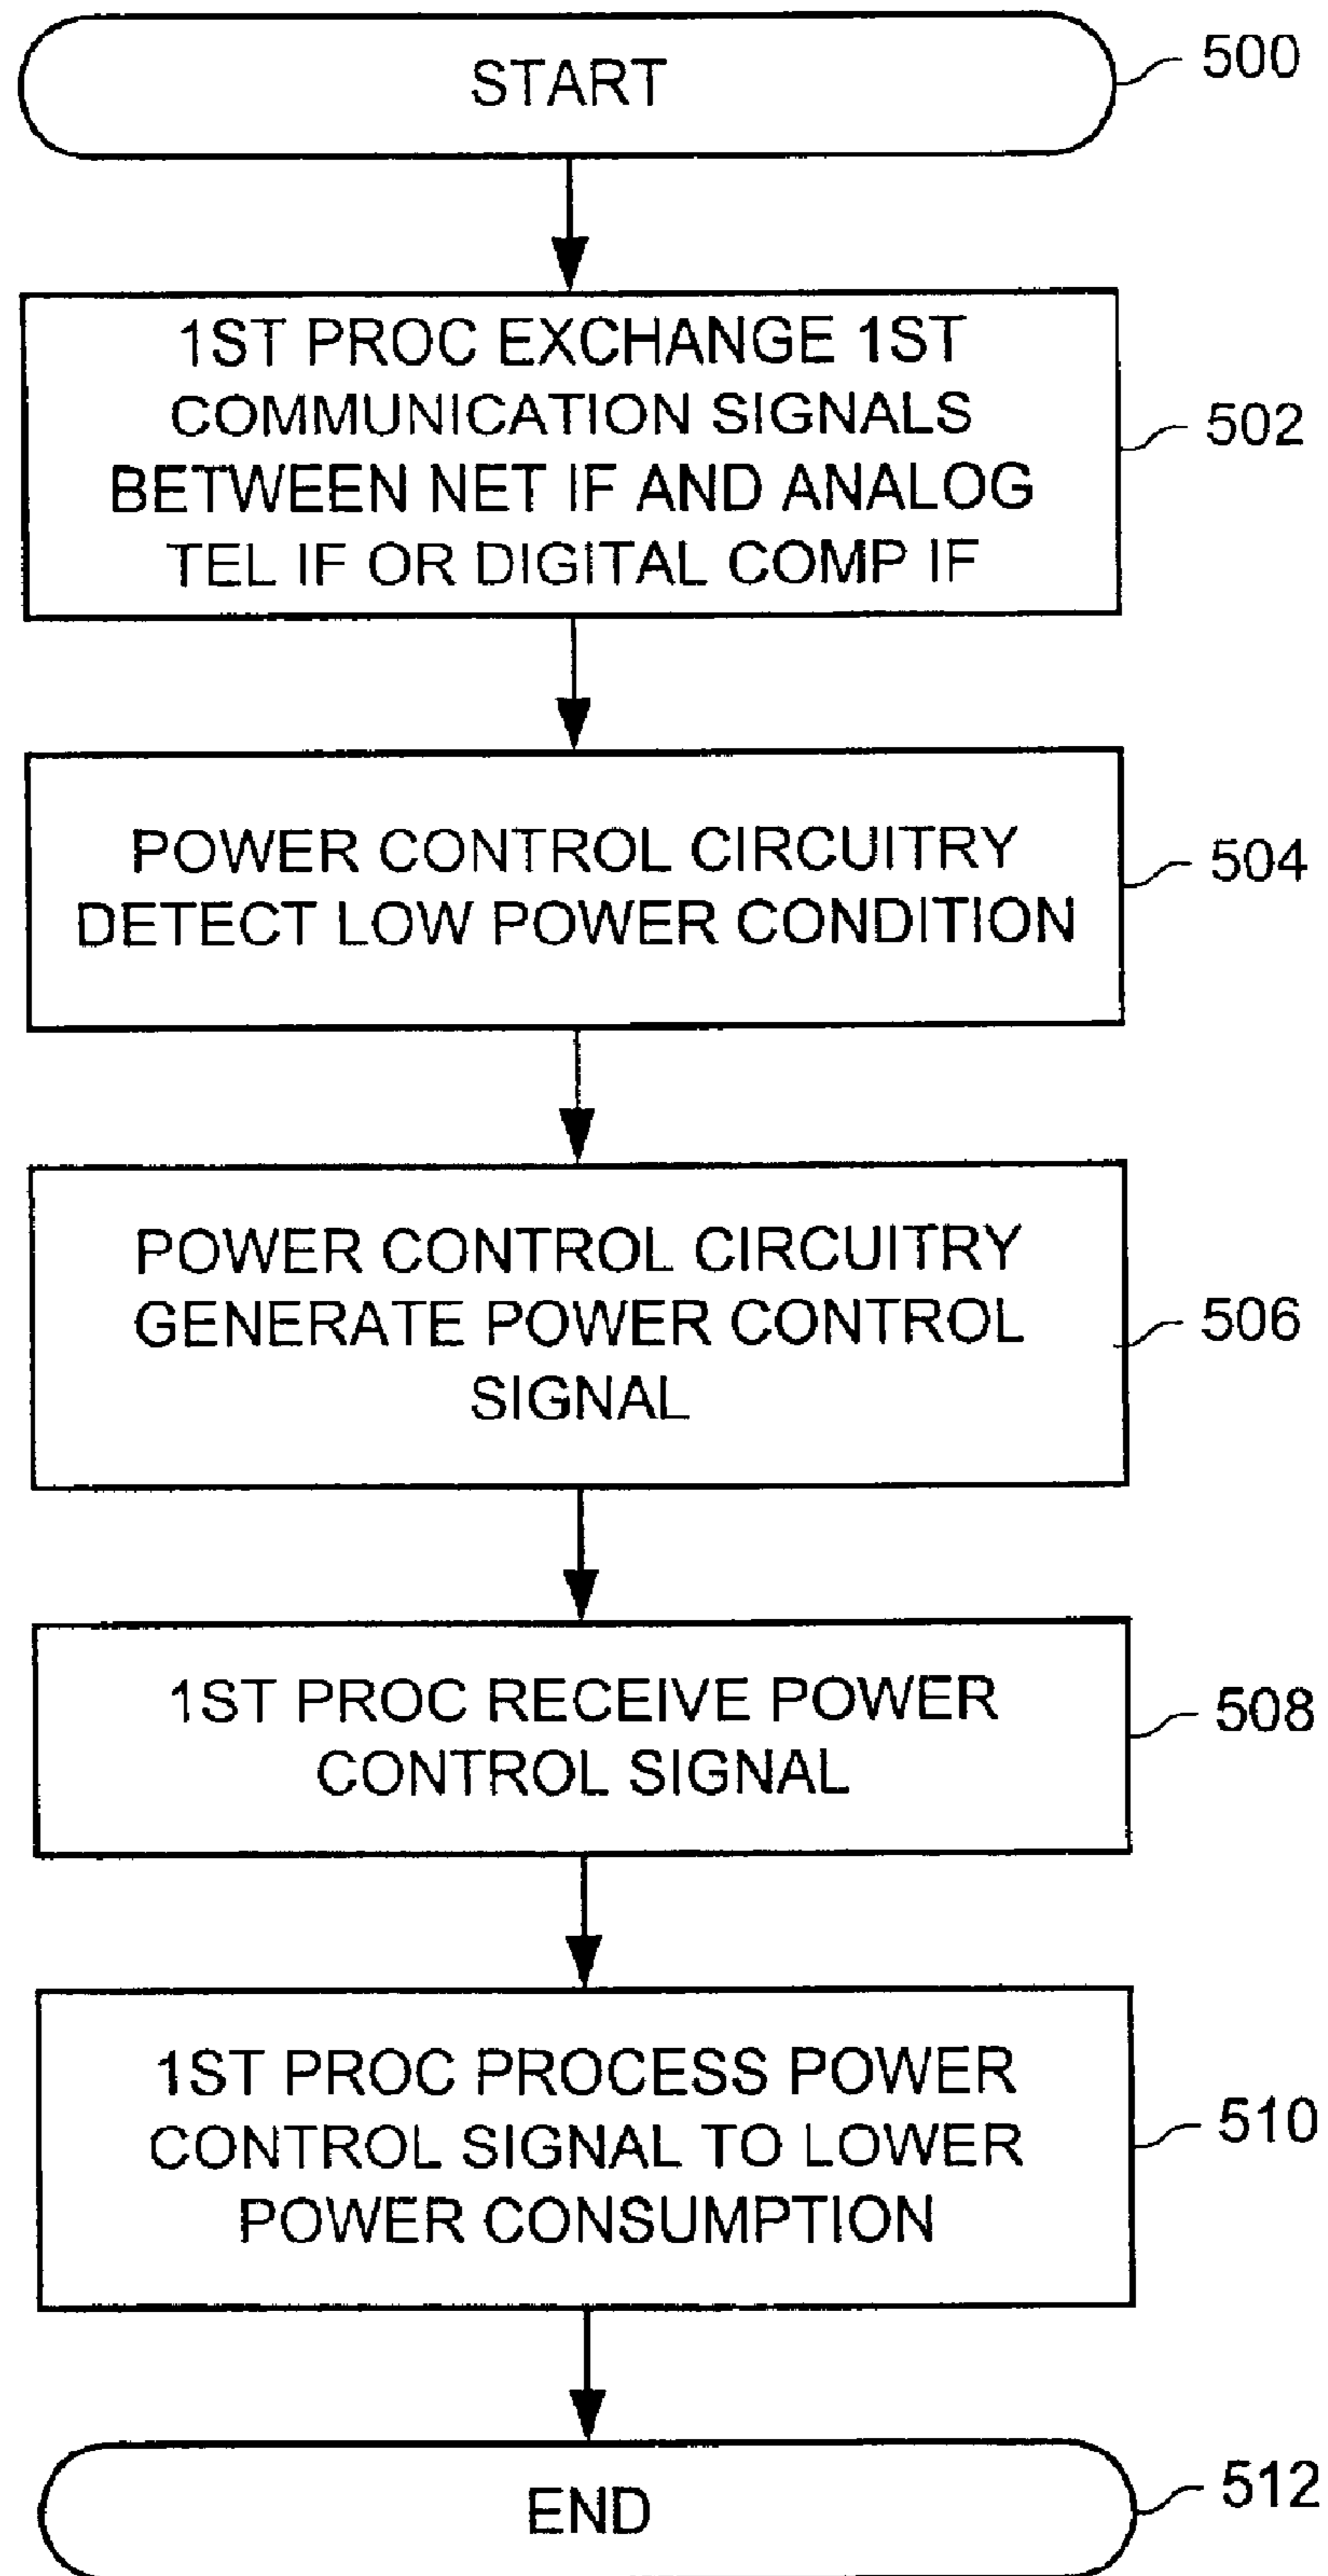 START
500
1ST PROC EXCHANGE 1ST
COMMUNICATION SIGNALS
BETWEEN NET IF AND ANALOG
TEL IF OR DIGITAL COMP IF
502
POWER CONTROL CIRCUITRY
DETECT LOW POWER CONDITION
504
POWER CONTROL CIRCUITRY
GENERATE POWER CONTROL
SIGNAL
506
1ST PROC RECEIVE POWER
CONTROL SIGNAL
508
1ST PROC PROCESS POWER
CONTROL SIGNAL TO LOWER
POWER CONSUMPTION
510
END
512